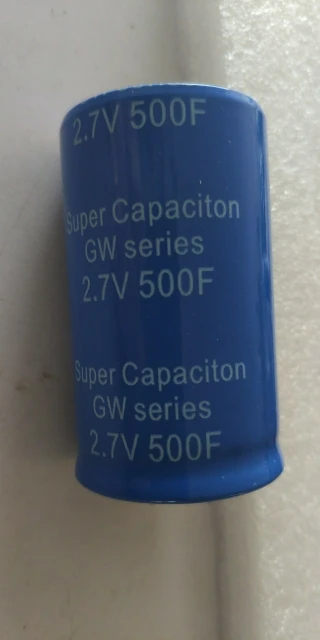 2.7V 500F
Super Capaciton
GW series
2.7V 500F
Super Capaciton
GW series
2.7V 500F